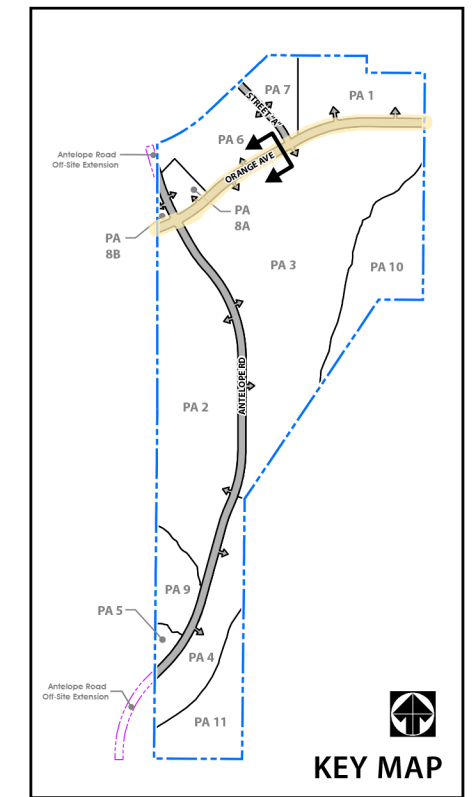 PA 7
PA 1
STREET "A"
PA 6
Antelope Road
Off-Site Extension
ORANGE AVE
PA
8A
PA
8B
PA 3
PA 10
ANTELOPE RD
PA 2
PA 9
PA 5
PA 4
Antelope Road
Off-Site Extension
PA 11
KEY MAP